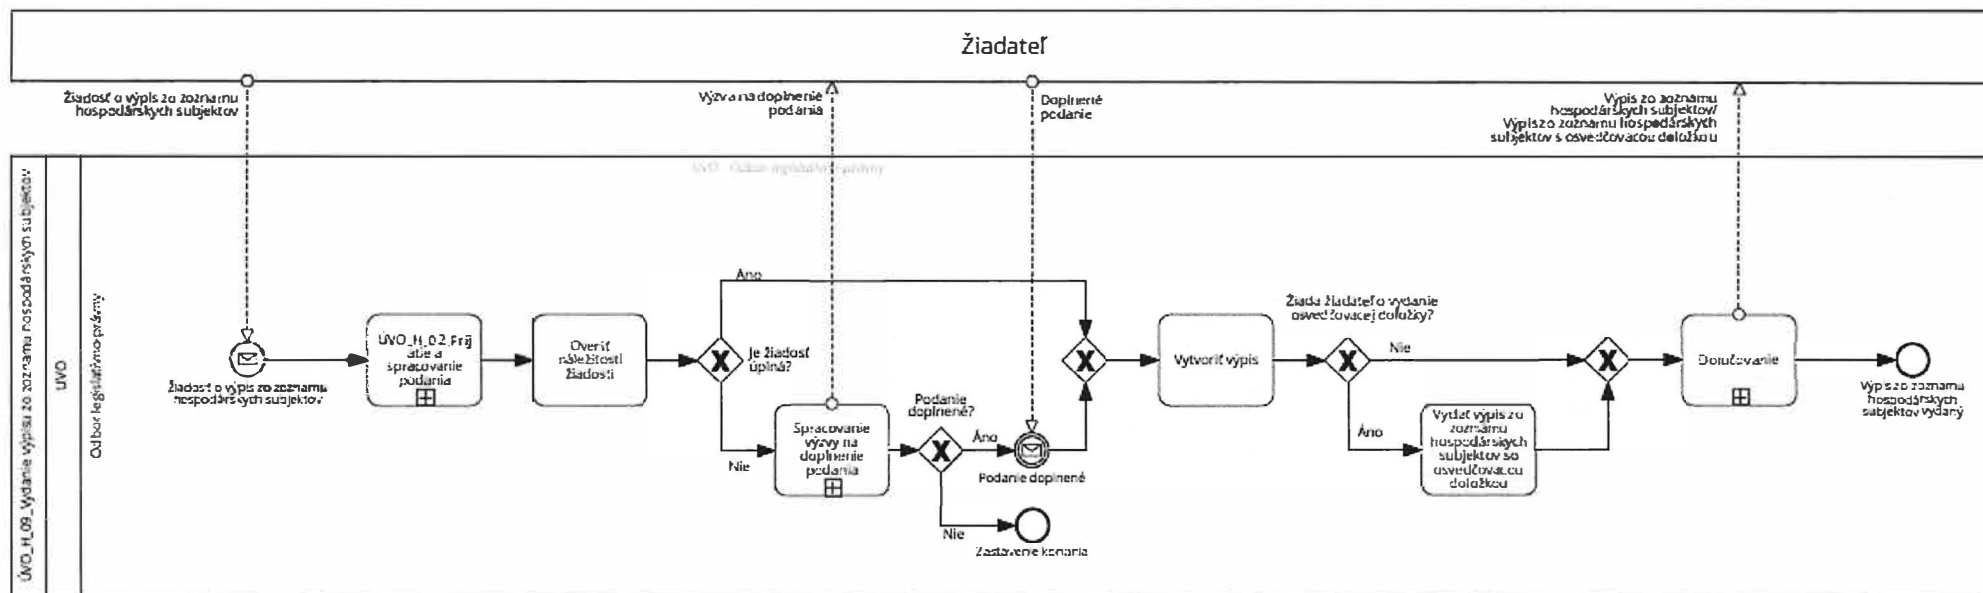 Žiadateľ
Žiadosť o výpis zo zoznamu
hospodárskych subjektov
Výzva na doplnenie
podania
Doplnené
podanie
Výpis zo zoznamu
hospodárskych subjektov/
Výpis zo zoznamu hospodárskych
subjektov s osvedčovacou doložkou
ÚVO_H_09_Vydanie výpisu zo zoznamu hospodárskych subjektov
ÚVO
Odbor legislatívno právny
Žiadosť o výpis zo zoznamu
hospodárskych subjektov
ÚVO_H_02_Prij
atie a
spracovanie
podania
Overiť
náležitosti
žiadosti
Áno
Je žiadosť
úplná?
Nie
Spracovanie
výzvy na
doplnenie
podania
Podanie
doplnené?
Áno
Podanie doplnené
Nie
Zastavenie konania
Vytvoriť výpis
Žiada žiadateľ o vydanie
osvedčovacej doložky?
Nie
Áno
Vydať výpis zo
zoznamu
hospodárskych
subjektov so
osvedčovacou
doložkou
Doručovanie
Výpis zo zoznamu
hospodárskych
subjektov vydaný